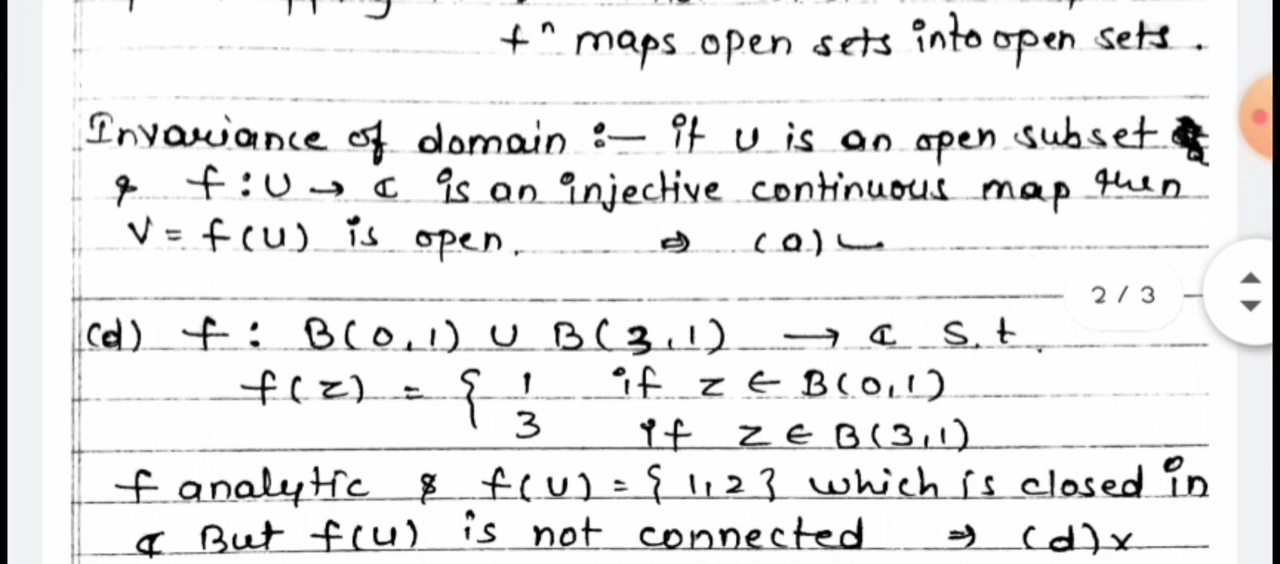 +ⁿ maps open sets into open sets.
Invariance of domain :– if U is an open subset
& f : U → ℂ is an injective continuous map then
V = f(U) is open. ⇒ (a) ✓
2 / 3
(d) f : B(0,1) ∪ B(3,1) → ℂ s.t.
f(z) = { 1 if z ∈ B(0,1)
3 if z ∈ B(3,1)
f analytic & f(U) = {1,2} which is closed in
ℂ But f(U) is not connected ⇒ (d) x